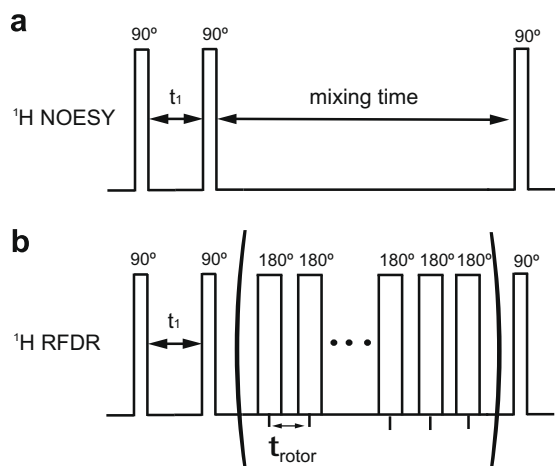 a
90º 90º 90º
¹H NOESY
t₁
mixing time
b
90º 90º 180º 180º 180º 180º 180º 90º
¹H RFDR
t₁
• • •
t_rotor